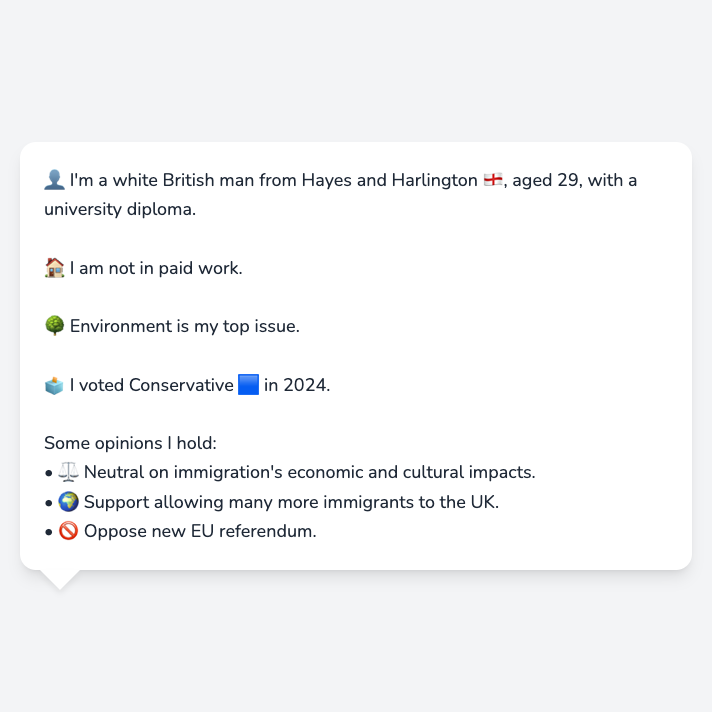 👤 I'm a white British man from Hayes and Harlington 🏴󠁧󠁢󠁥󠁮󠁧󠁿, aged 29, with a
university diploma.
🏠 I am not in paid work.
🌳 Environment is my top issue.
🗳️ I voted Conservative 🟦 in 2024.
Some opinions I hold:
• ⚖️ Neutral on immigration's economic and cultural impacts.
• 🌍 Support allowing many more immigrants to the UK.
• 🚫 Oppose new EU referendum.